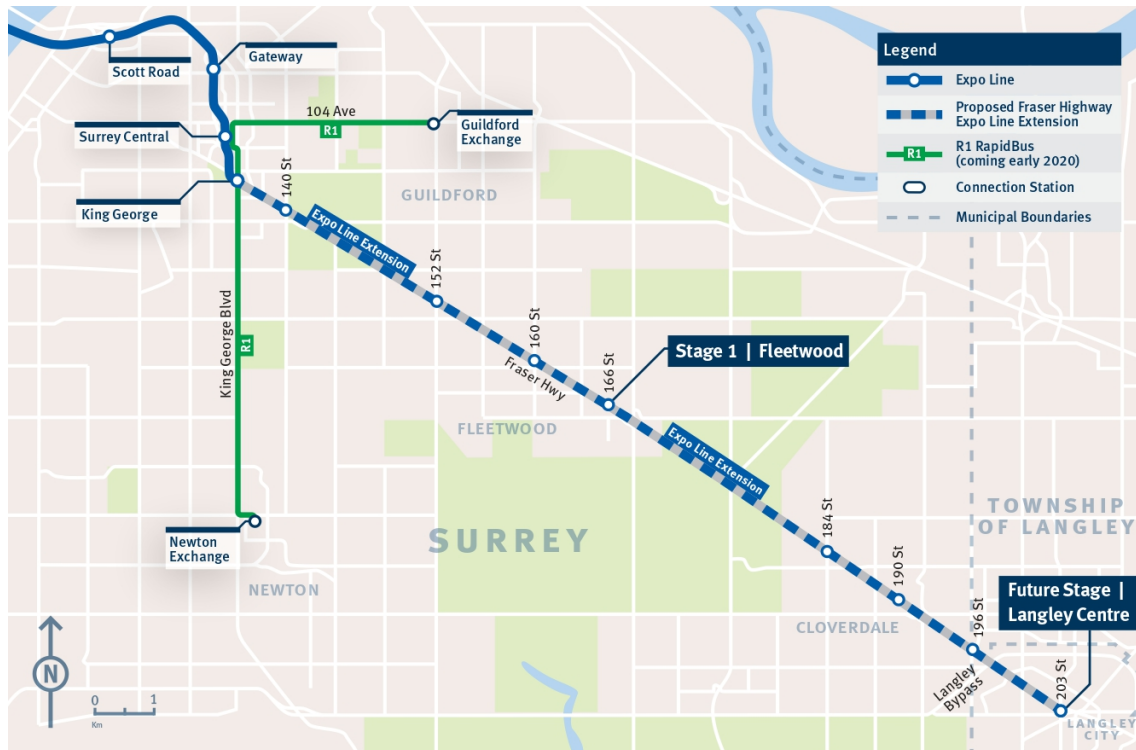 Scott Road
Gateway
Surrey Central
King George
104 Ave
R1
Guildford
Exchange
GUILDFORD
140 St
Expo Line Extension
152 St
160 St
Fraser Hwy
166 St
Stage 1 | Fleetwood
King George Blvd
R1
FLEETWOOD
Expo Line Extension
SURREY
Newton
Exchange
NEWTON
184 St
190 St
CLOVERDALE
196 St
Langley
Bypass
203 St
TOWNSHIP
OF LANGLEY
Future Stage |
Langley Centre
LANGLEY
CITY
Legend
Expo Line
Proposed Fraser Highway
Expo Line Extension
R1
R1 RapidBus
(coming early 2020)
Connection Station
Municipal Boundaries
N
0 1
Km